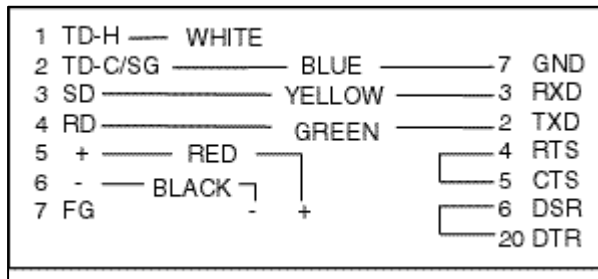 1 TD-H WHITE
2 TD-C/SG BLUE 7 GND
3 SD YELLOW 3 RXD
4 RD GREEN 2 TXD
5 + RED 4 RTS
6 - BLACK - + 5 CTS
7 FG 6 DSR
20 DTR